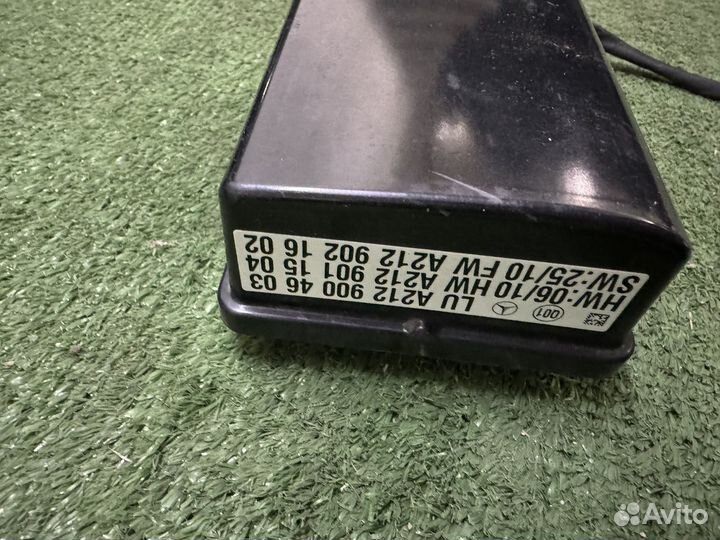 001 LU A212 900 46 03
HW:06/10 HW A212 901 15 04
SW:25/10 FW A212 902 16 02
Avito